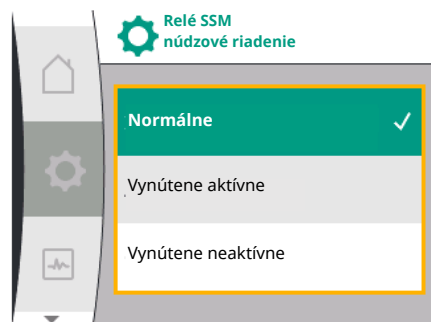 Relé SSM
núdzové riadenie
Normálne
Vynútene aktívne
Vynútene neaktívne